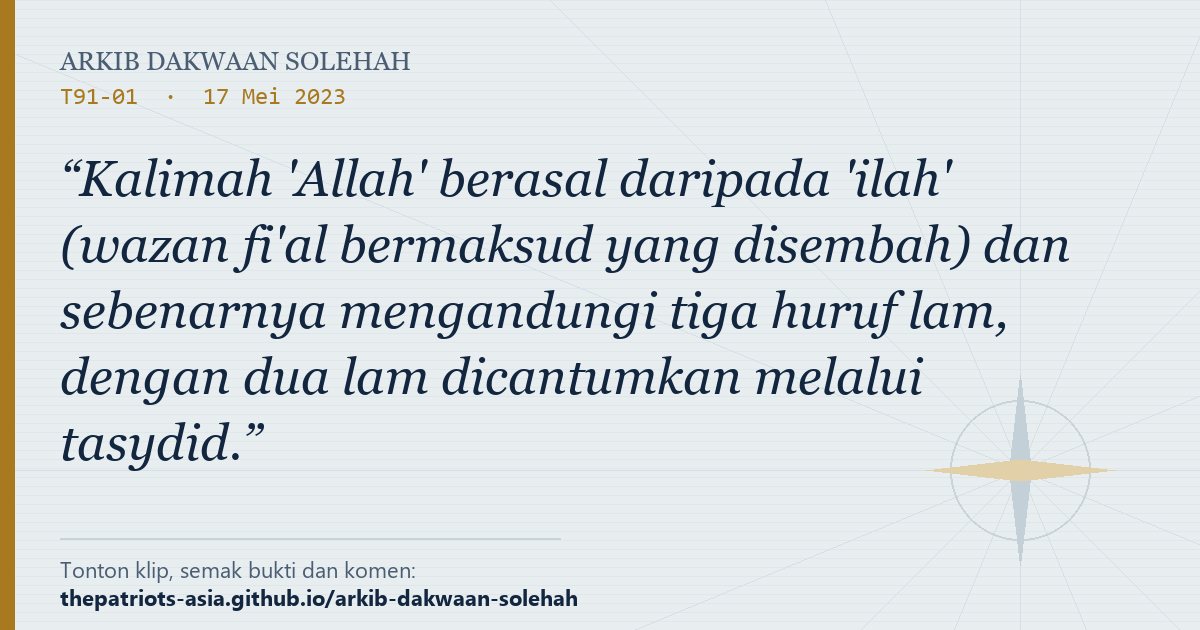 ARKIB DAKWAAN SOLEHAH
T91-01 · 17 Mei 2023
“Kalimah 'Allah' berasal daripada 'ilah'
(wazan fi'al bermaksud yang disembah) dan
sebenarnya mengandungi tiga huruf lam,
dengan dua lam dicantumkan melalui
tasydid.”
Tonton klip, semak bukti dan komen:
thepatriots-asia.github.io/arkib-dakwaan-solehah